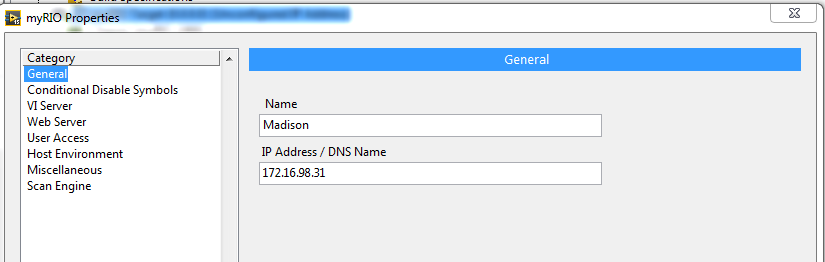 myRIO Properties
Category
General
Conditional Disable Symbols
VI Server
Web Server
User Access
Host Environment
Miscellaneous
Scan Engine
General
Name
Madison
IP Address / DNS Name
172.16.98.31